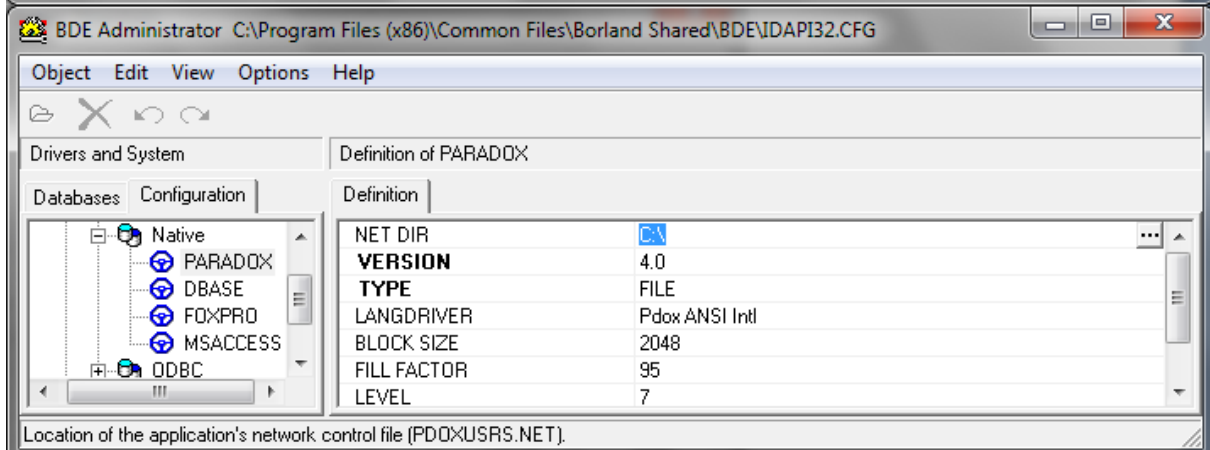 BDE Administrator C:\Program Files (x86)\Common Files\Borland Shared\BDE\IDAPI32.CFG
Object Edit View Options Help
Drivers and System
Definition of PARADOX
Databases Configuration
Definition
Native
PARADOX
DBASE
FOXPRO
MSACCESS
ODBC
NET DIR C:\ ...
VERSION 4.0
TYPE FILE
LANGDRIVER Pdox ANSI Intl
BLOCK SIZE 2048
FILL FACTOR 95
LEVEL 7
Location of the application's network control file (PDOXUSRS.NET).